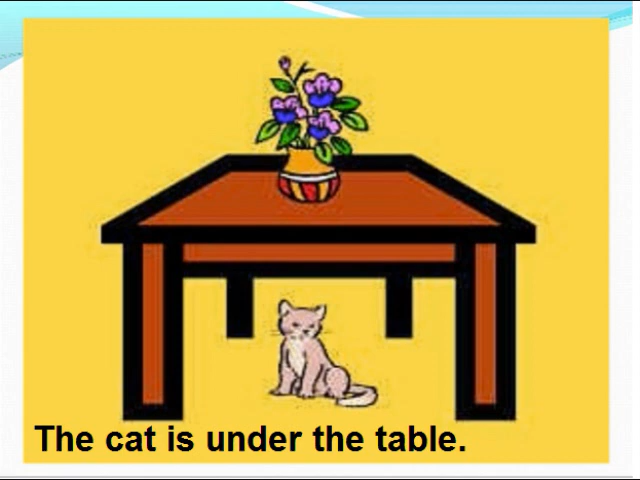 The cat is under the table.